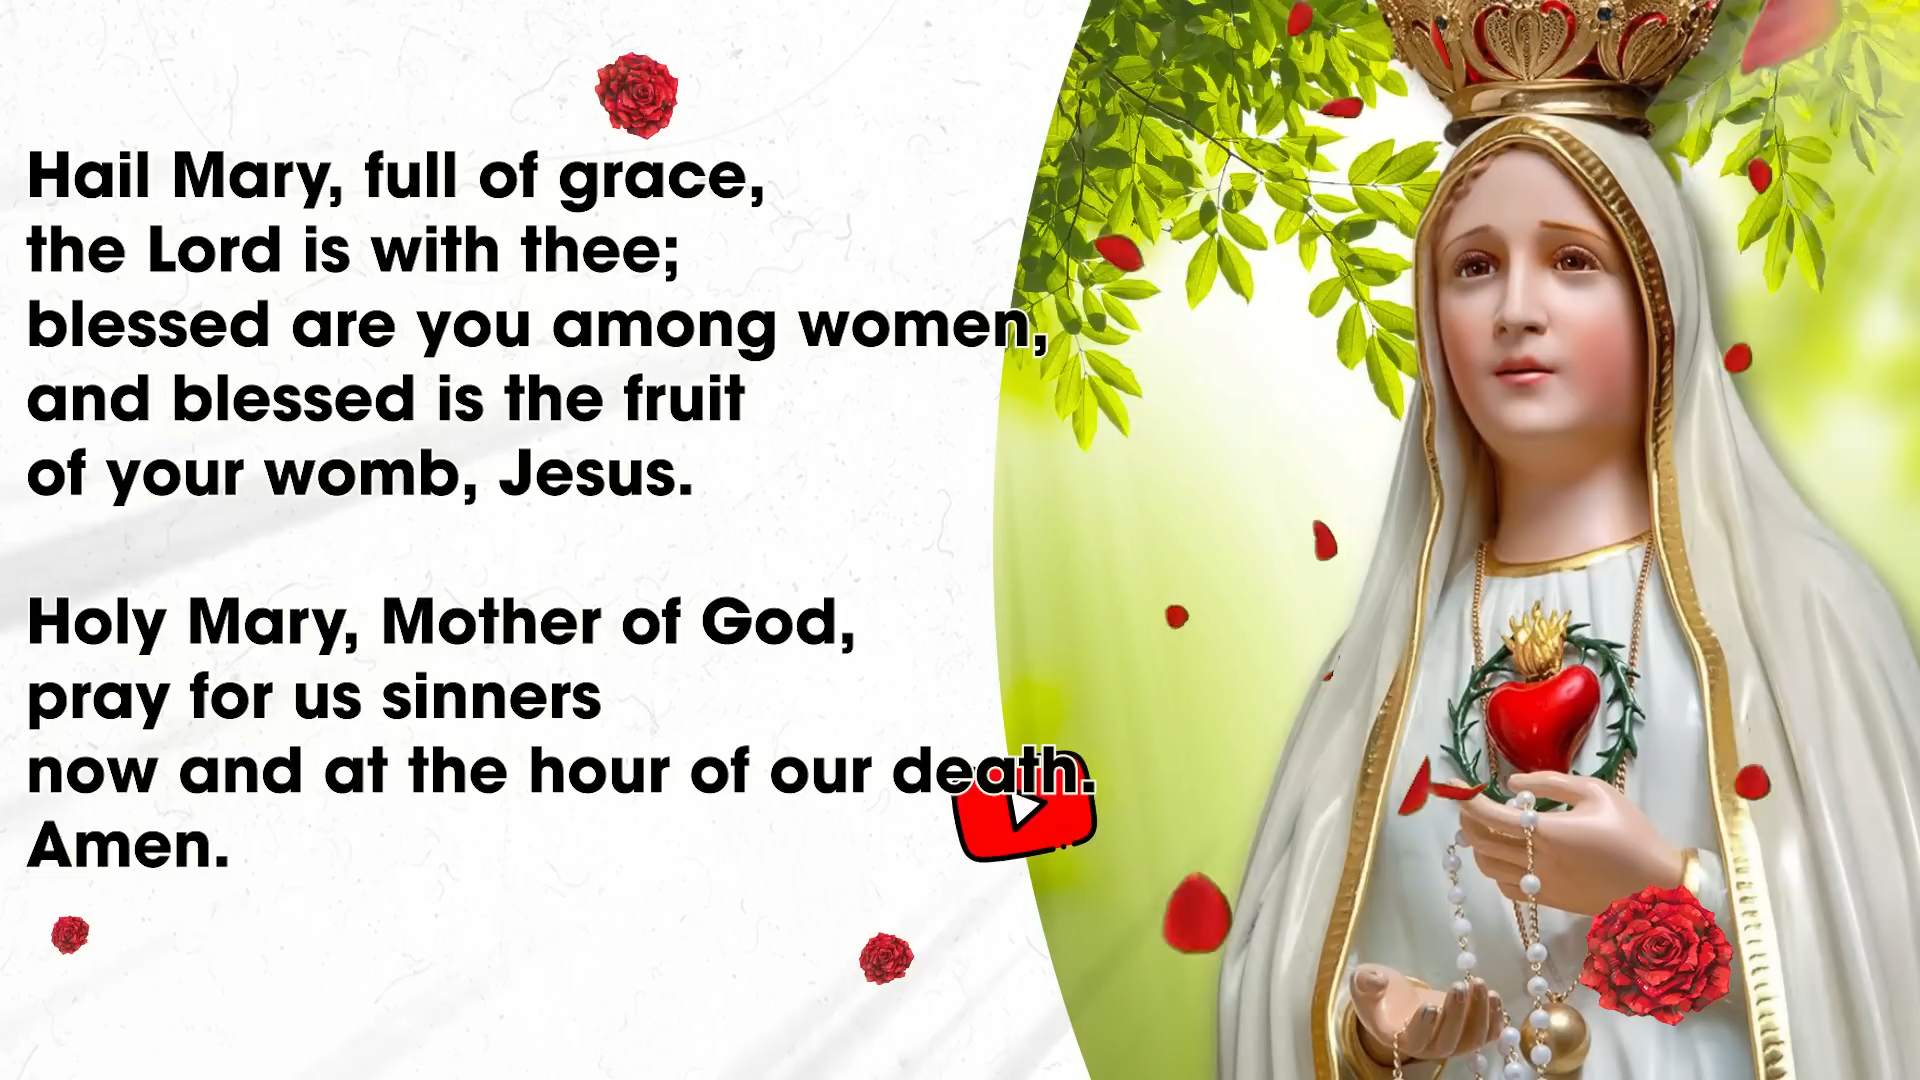 Hail Mary, full of grace,
the Lord is with thee;
blessed are you among women,
and blessed is the fruit
of your womb, Jesus.
Holy Mary, Mother of God,
pray for us sinners
now and at the hour of our death.
Amen.